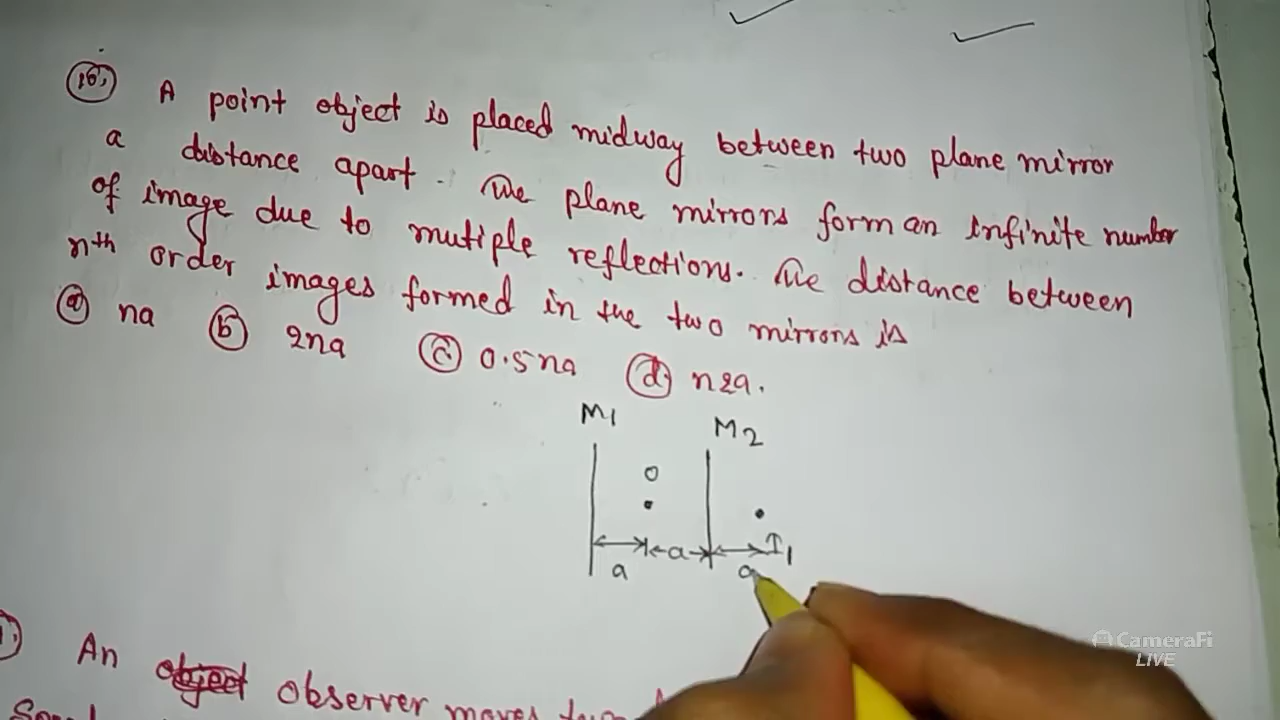 10. A point object is placed midway between two plane mirror
a distance apart. The plane mirrors form an infinite number
of image due to mutiple reflections. The distance between
nth order images formed in the two mirrors is
(a) na (b) 2na (c) 0.5na (d) n2a.
M1 M2
O
I1
a a a
An object observer moves
CameraFi
LIVE